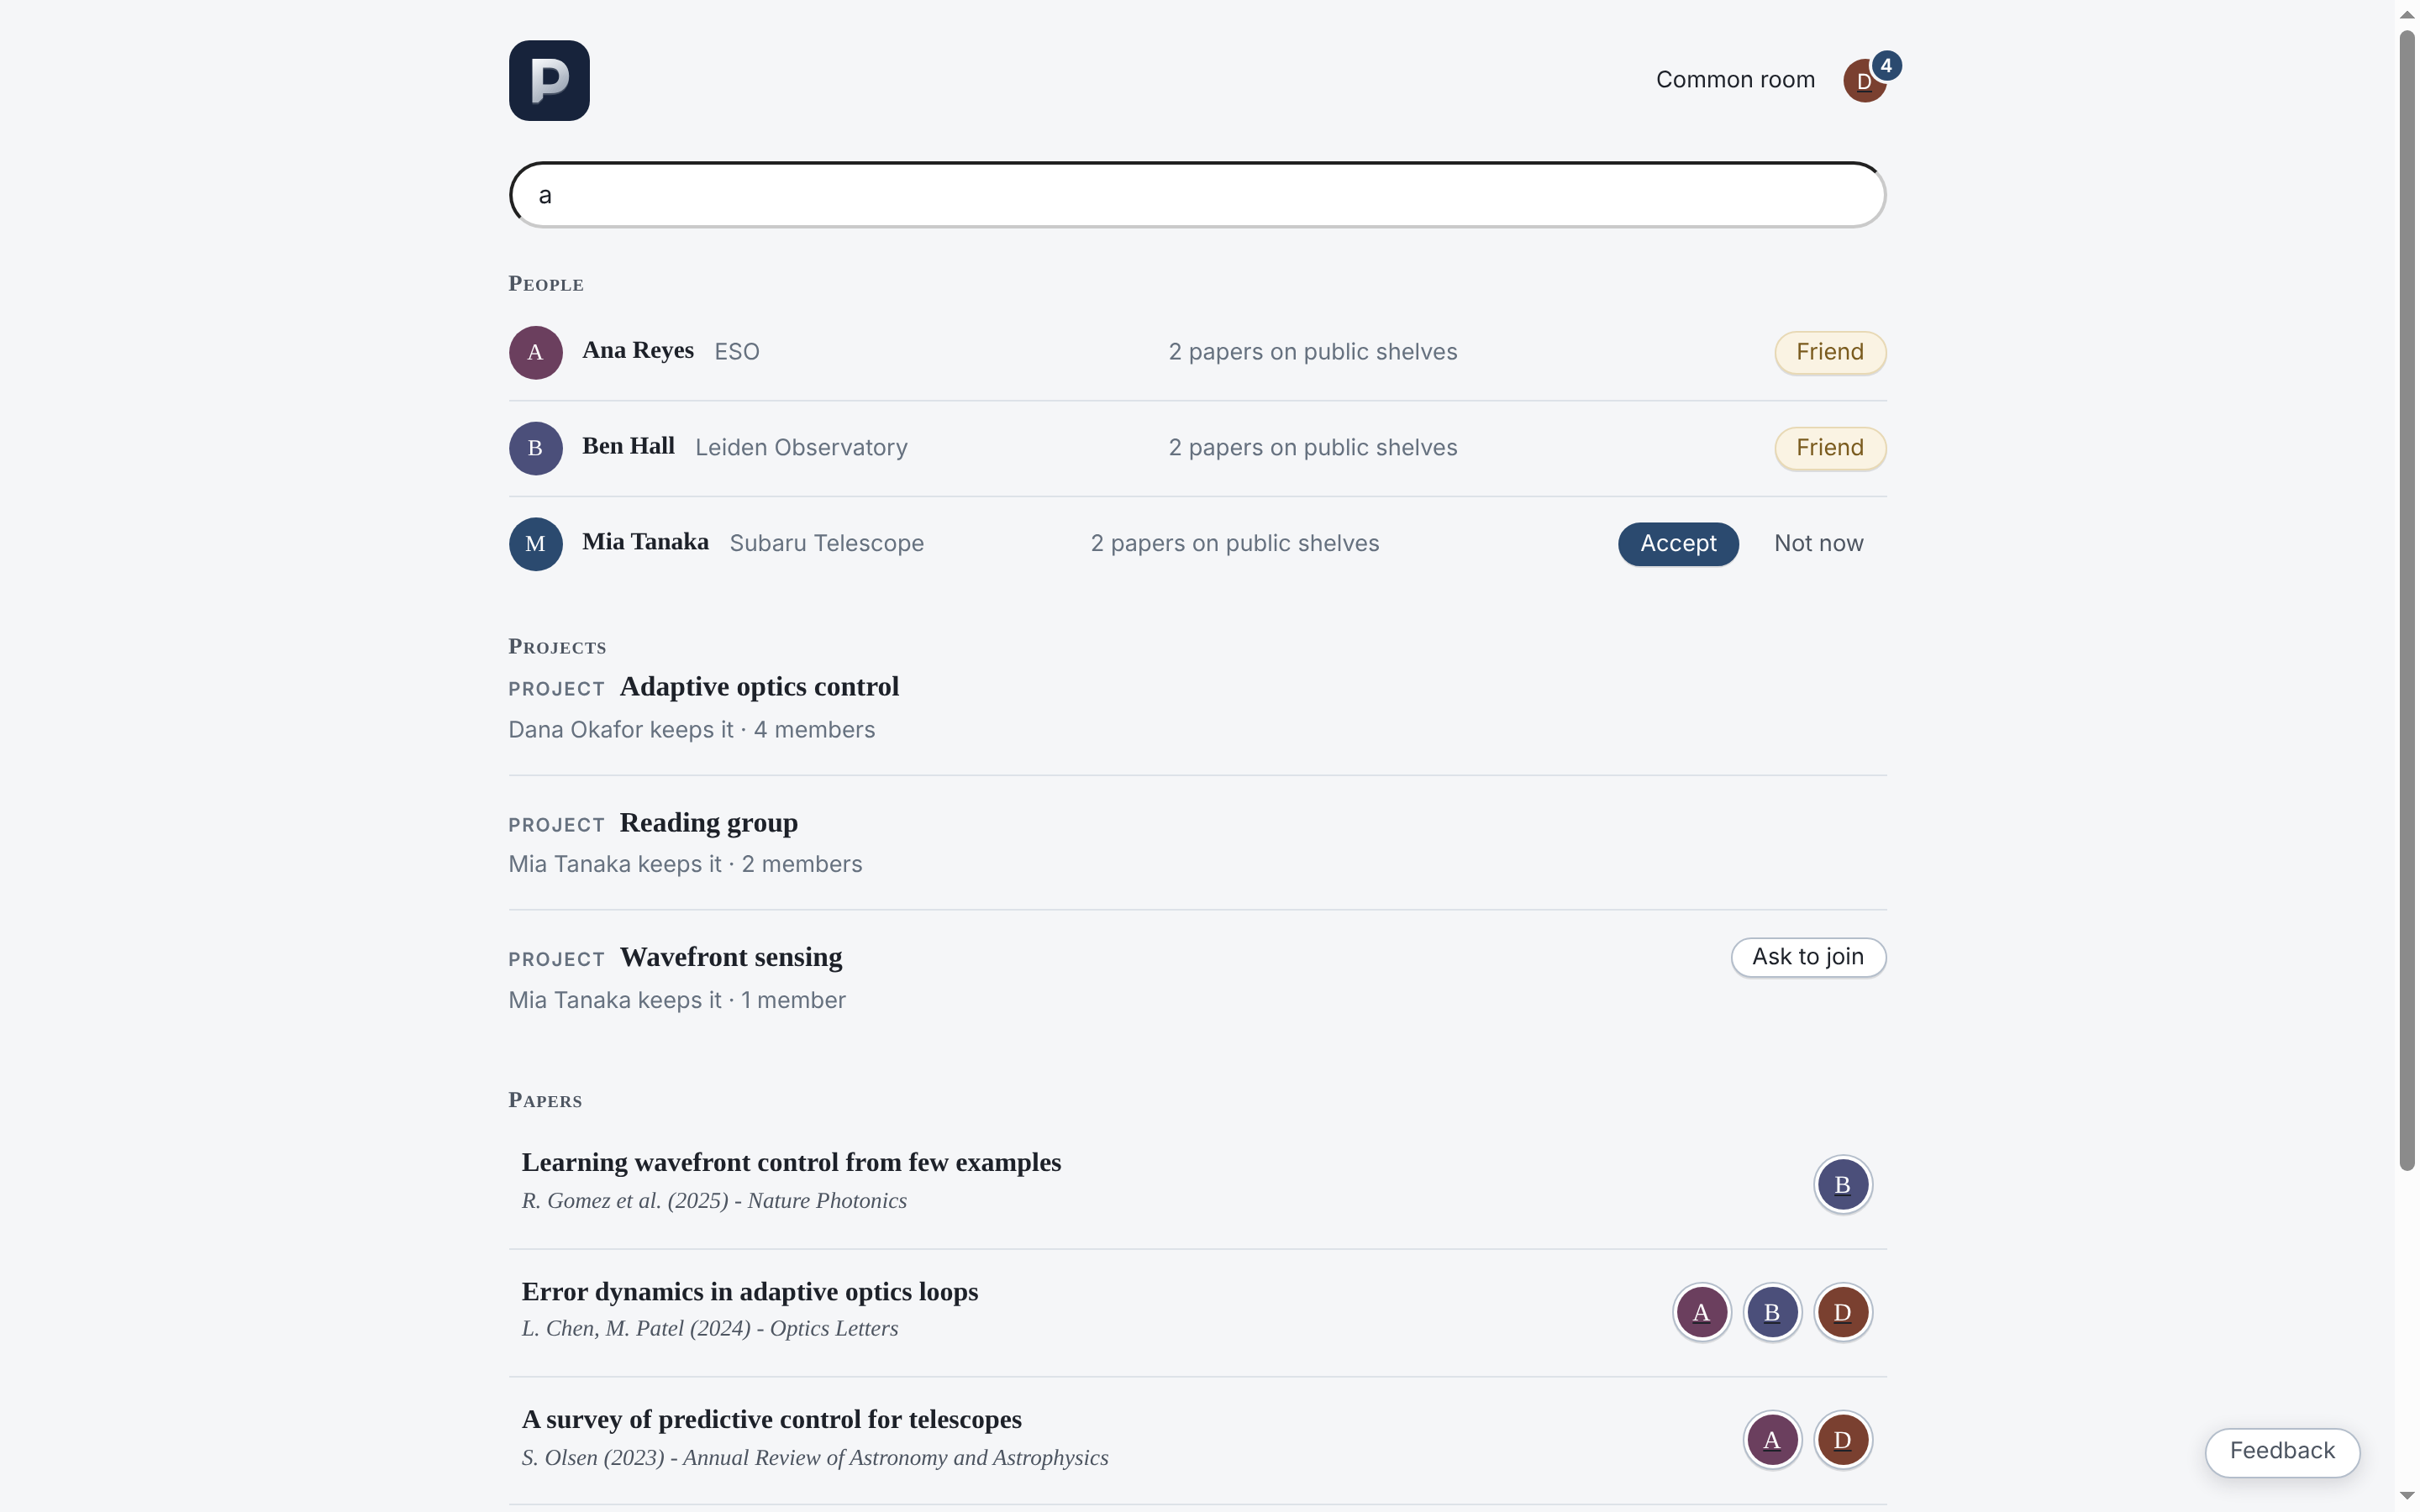 P
Common room
D
4
a
People
A Ana Reyes ESO 2 papers on public shelves Friend
B Ben Hall Leiden Observatory 2 papers on public shelves Friend
M Mia Tanaka Subaru Telescope 2 papers on public shelves Accept Not now
Projects
PROJECT Adaptive optics control
Dana Okafor keeps it · 4 members
PROJECT Reading group
Mia Tanaka keeps it · 2 members
PROJECT Wavefront sensing Ask to join
Mia Tanaka keeps it · 1 member
Papers
Learning wavefront control from few examples
R. Gomez et al. (2025) - Nature Photonics
B
Error dynamics in adaptive optics loops
L. Chen, M. Patel (2024) - Optics Letters
A B D
A survey of predictive control for telescopes
S. Olsen (2023) - Annual Review of Astronomy and Astrophysics
A D
Feedback